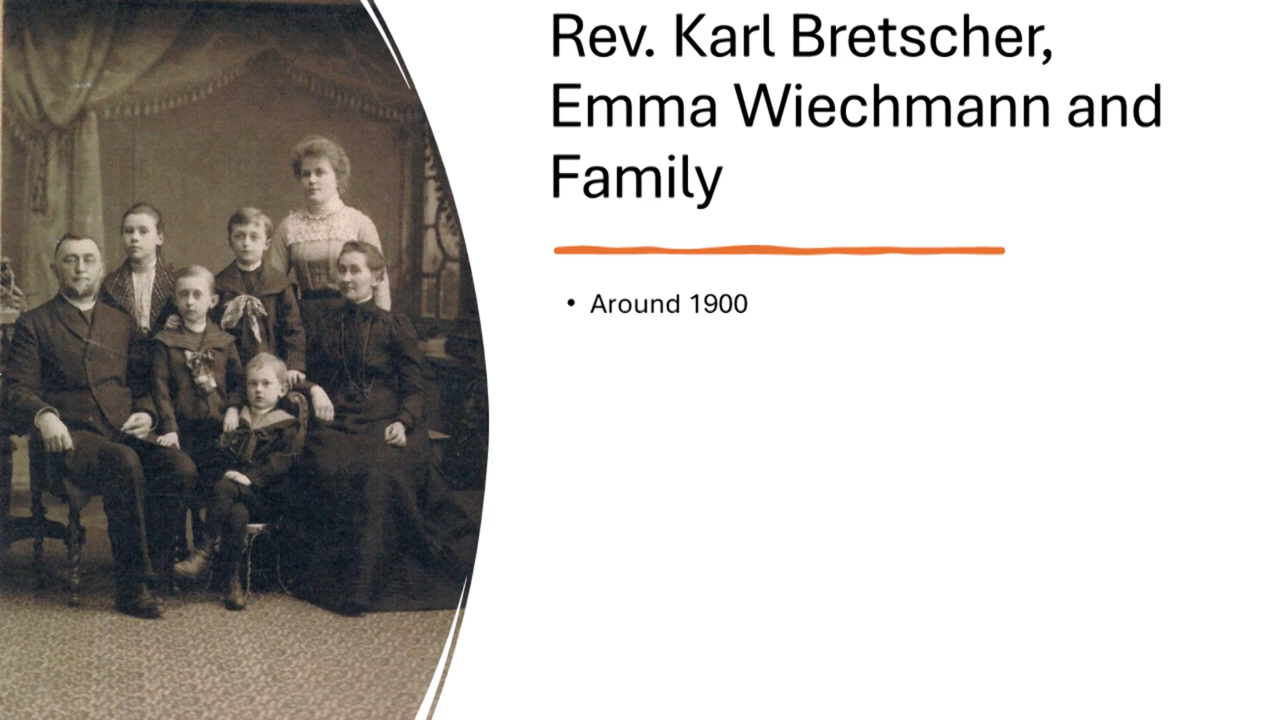 Rev. Karl Bretscher,
Emma Wiechmann and
Family
• Around 1900